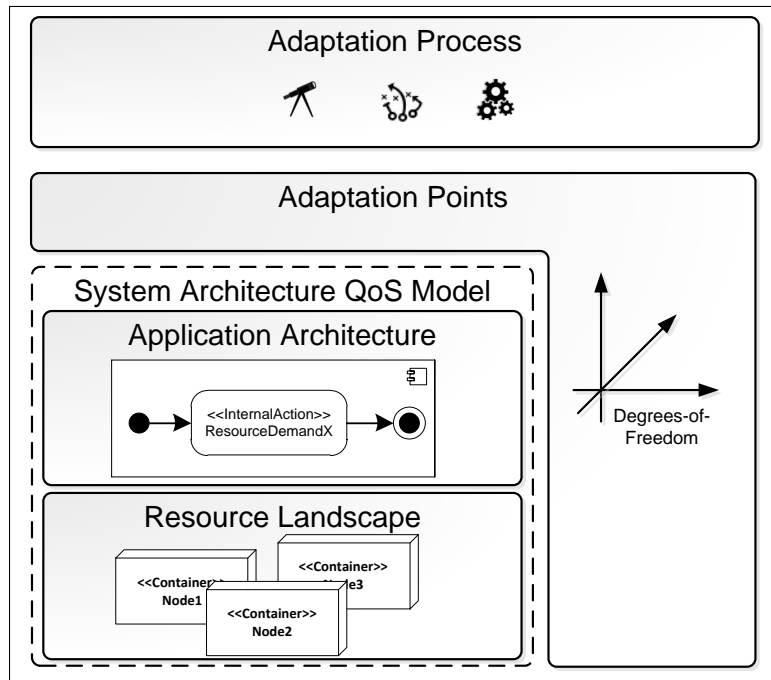 Adaptation Process
Adaptation Points
System Architecture QoS Model
Application Architecture
<<InternalAction>>
ResourceDemandX
Degrees-of-
Freedom
Resource Landscape
<<Container>>
Node1
<<Container>>
Node3
<<Container>>
Node2